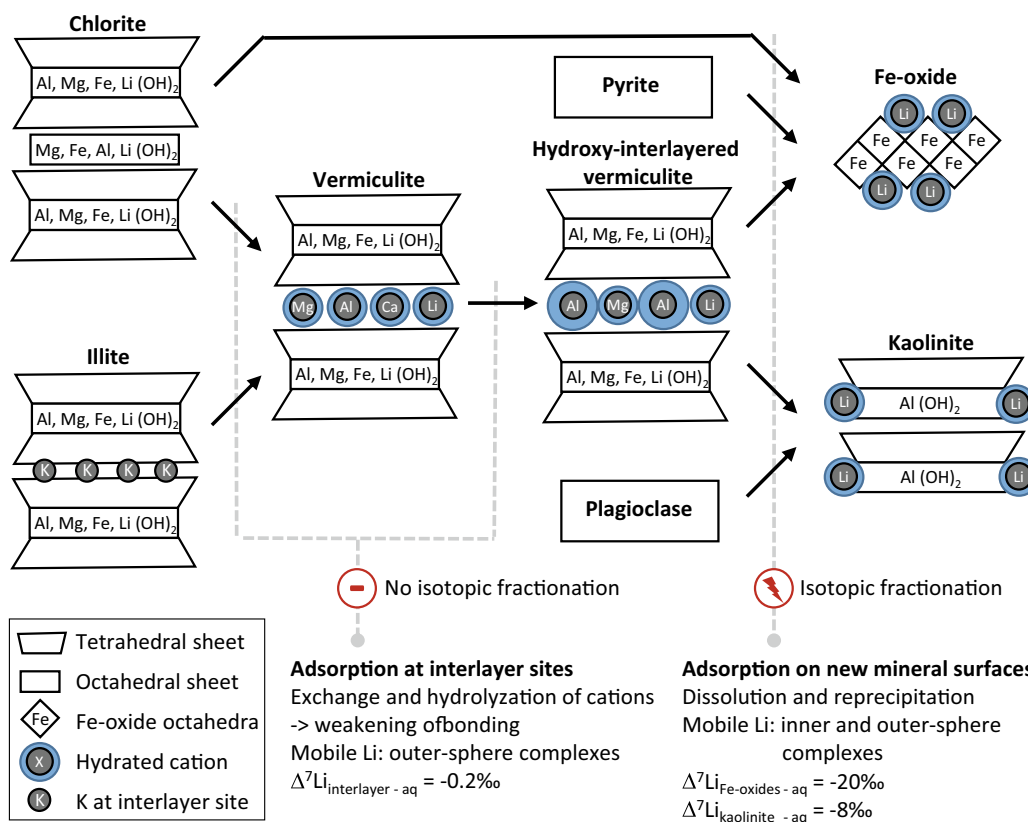 Chlorite
Al, Mg, Fe, Li (OH)₂
Mg, Fe, Al, Li (OH)₂
Al, Mg, Fe, Li (OH)₂
Illite
Al, Mg, Fe, Li (OH)₂
K K K K
Al, Mg, Fe, Li (OH)₂
Vermiculite
Al, Mg, Fe, Li (OH)₂
Mg Al Ca Li
Al, Mg, Fe, Li (OH)₂
Pyrite
Hydroxy-interlayered
vermiculite
Al, Mg, Fe, Li (OH)₂
Al Mg Al Li
Al, Mg, Fe, Li (OH)₂
Plagioclase
Fe-oxide
Li Li
Fe Fe Fe
Fe Fe Fe
Li Li
Kaolinite
Li Al (OH)₂ Li
Li Al (OH)₂ Li
No isotopic fractionation
Isotopic fractionation
Tetrahedral sheet
Octahedral sheet
Fe Fe-oxide octahedra
X Hydrated cation
K K at interlayer site
Adsorption at interlayer sites
Exchange and hydrolyzation of cations
-> weakening ofbonding
Mobile Li: outer-sphere complexes
Δ⁷Li interlayer - aq = -0.2‰
Adsorption on new mineral surfaces
Dissolution and reprecipitation
Mobile Li: inner and outer-sphere
complexes
Δ⁷Li Fe-oxides - aq = -20‰
Δ⁷Li kaolinite - aq = -8‰